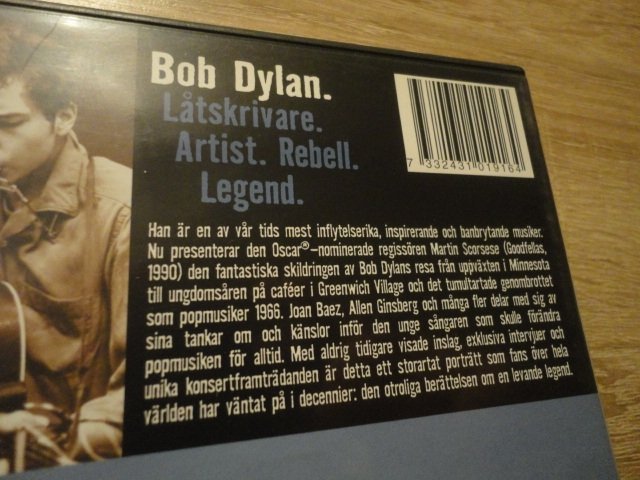 Bob Dylan.
Låtskrivare.
Artist. Rebell.
Legend.
7 332431 019164
Han är en av vår tids mest inflytelserika, inspirerande och banbrytande musiker.
Nu presenterar den Oscar®–nominerade regissören Martin Scorsese (Goodfellas,
1990) den fantastiska skildringen av Bob Dylans resa från uppväxten i Minnesota
till ungdomsåren på caféer i Greenwich Village och det tumultartade genombrottet
som popmusiker 1966. Joan Baez, Allen Ginsberg och många fler delar med sig av
sina tankar om och känslor inför den unge sångaren som skulle förändra
popmusiken för alltid. Med aldrig tidigare visade inslag, exklusiva intervjuer och
unika konsertframträdanden är detta ett storartat porträtt som fans över hela
världen har väntat på i decennier: den otroliga berättelsen om en levande legend.